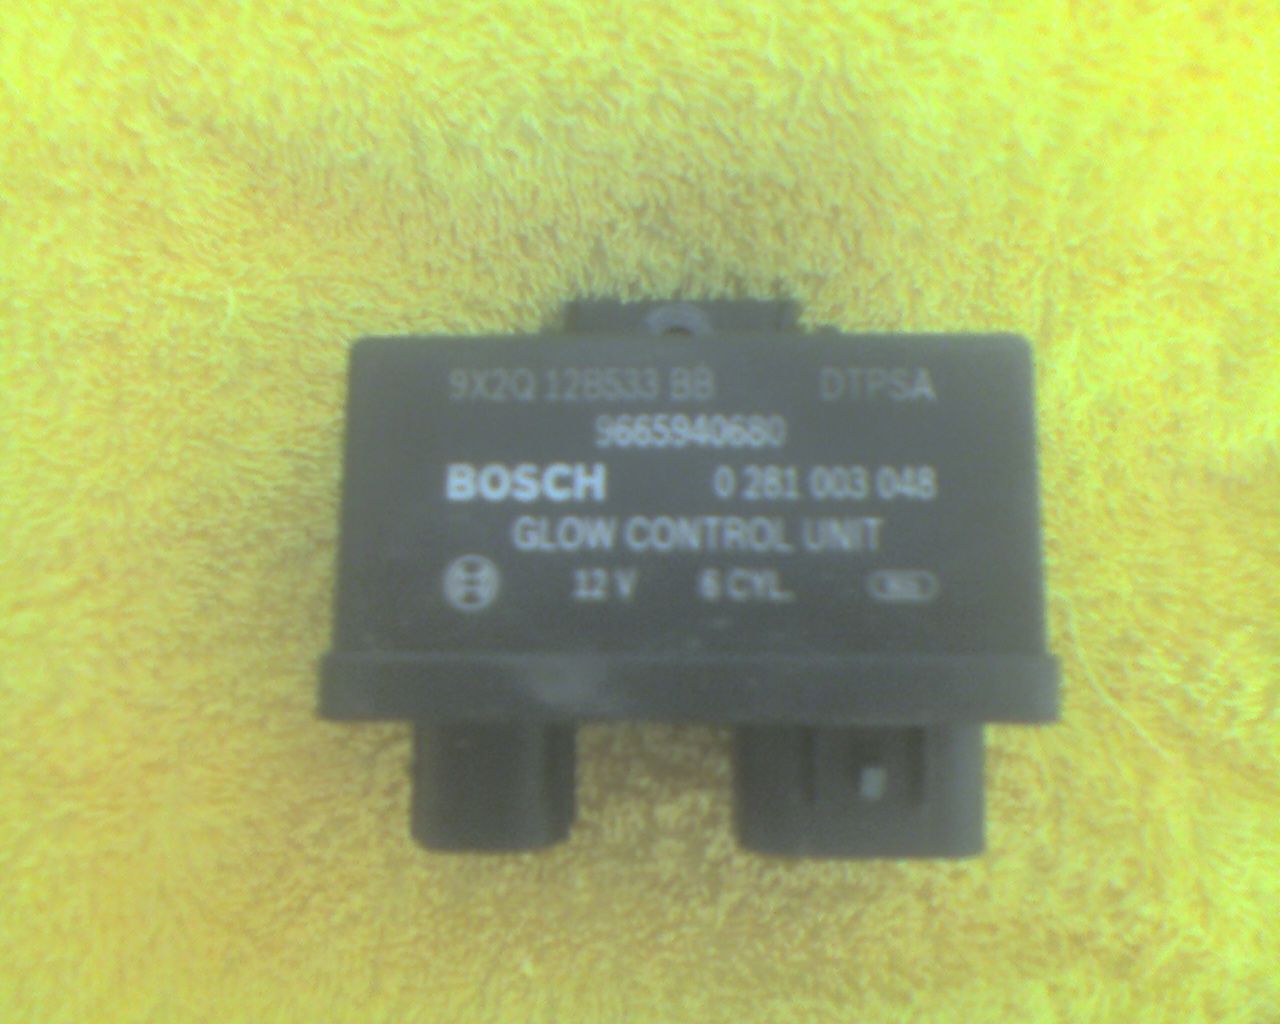 9X2Q 12B533 BB DTPSA
9665940680
BOSCH 0 281 003 048
GLOW CONTROL UNIT
12 V 6 CYL.